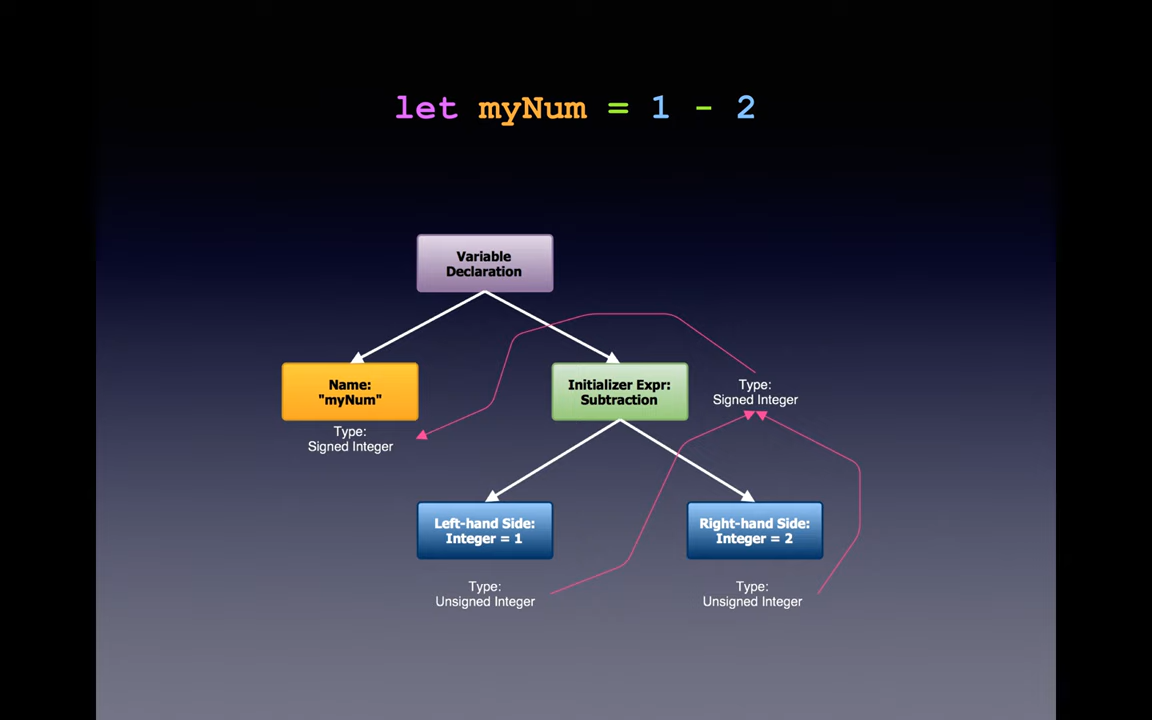 let myNum = 1 - 2
Variable
Declaration
Name:
"myNum"
Initializer Expr:
Subtraction
Type:
Signed Integer
Type:
Signed Integer
Left-hand Side:
Integer = 1
Right-hand Side:
Integer = 2
Type:
Unsigned Integer
Type:
Unsigned Integer